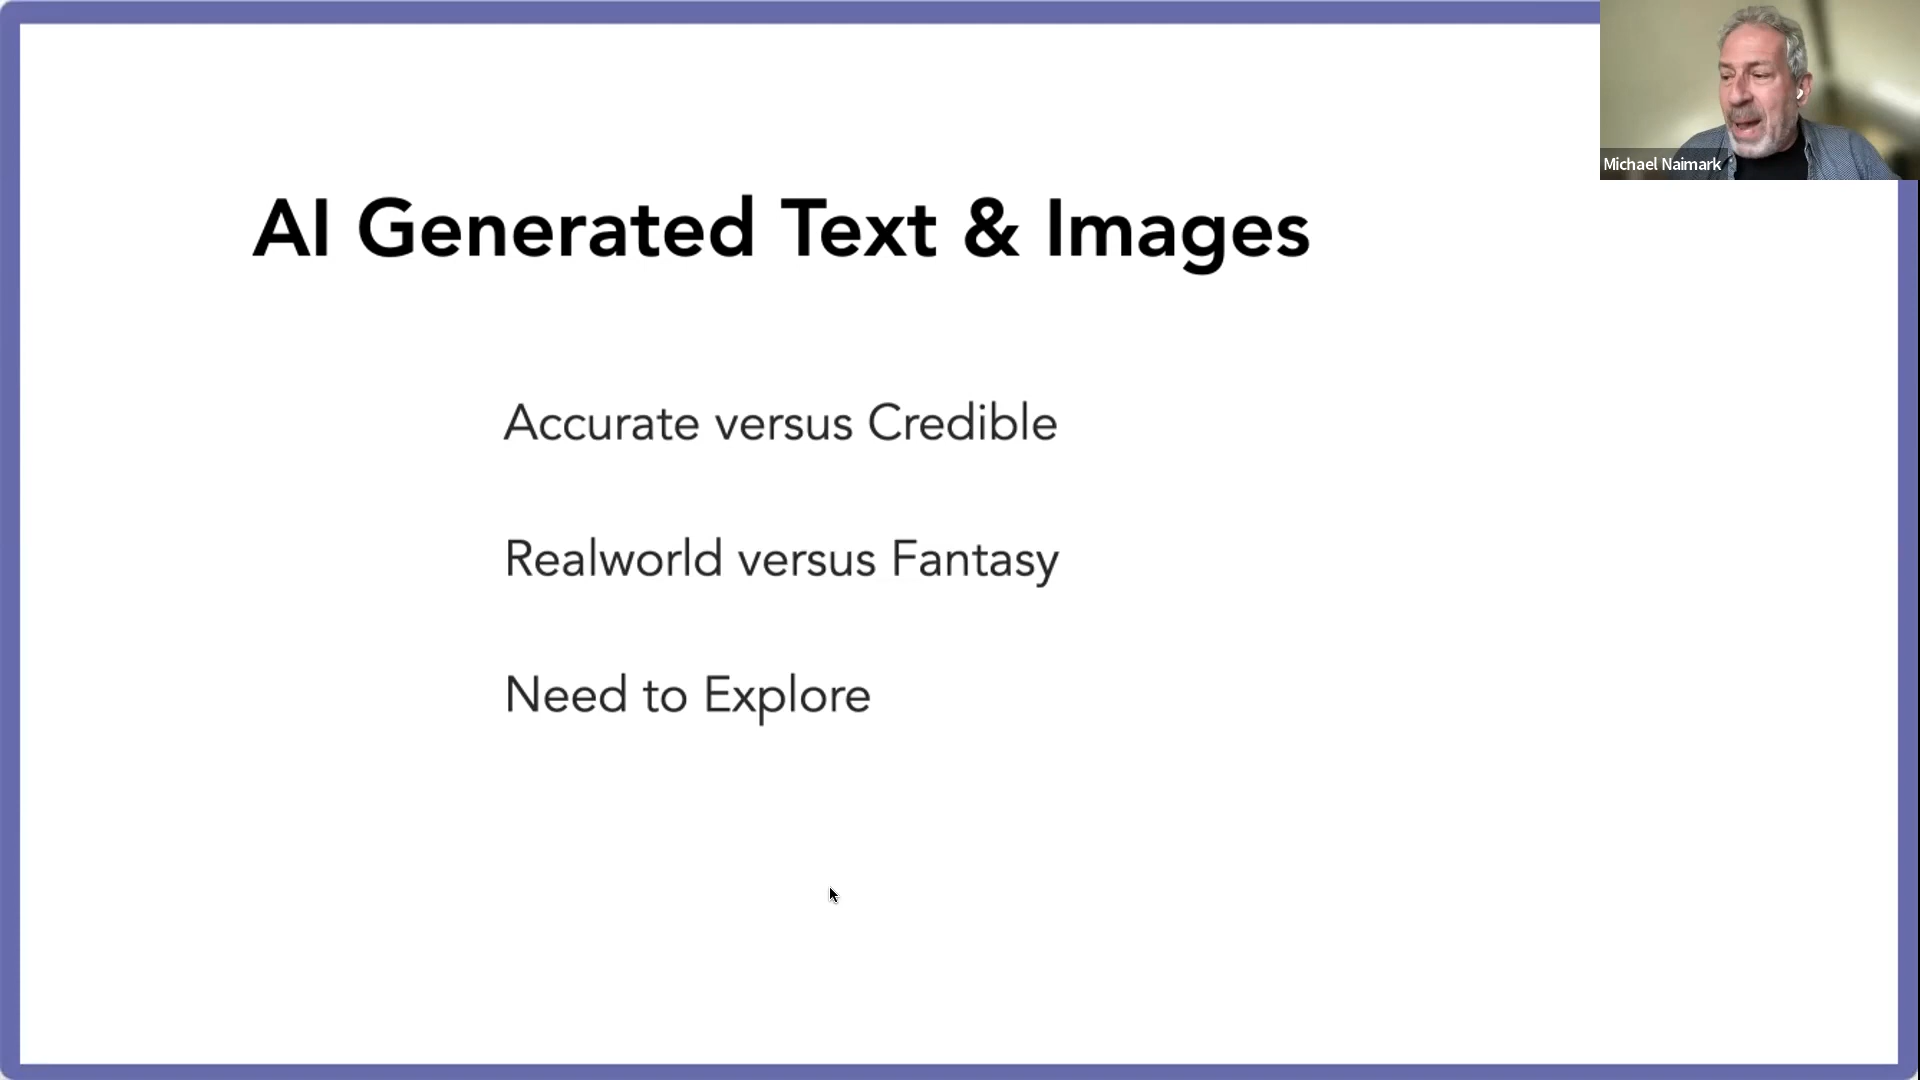 AI Generated Text & Images
Accurate versus Credible
Realworld versus Fantasy
Need to Explore
Michael Naimark